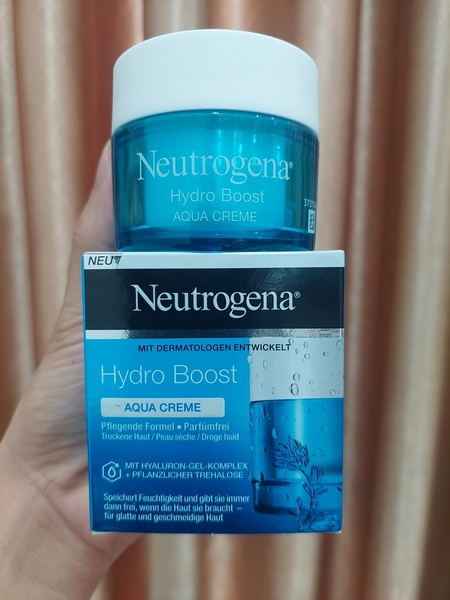 Neutrogena®
Hydro Boost
AQUA CREME
NEU
Neutrogena®
MIT DERMATOLOGEN ENTWICKELT
Hydro Boost
AQUA CREME
Pflegende Formel ▪ Parfümfrei
Trockene Haut / Peau sèche / Droge huid
MIT HYALURON-GEL-KOMPLEX
+ PFLANZLICHER TREHALOSE
Speichert Feuchtigkeit und gibt sie immer
dann frei, wenn die Haut sie braucht –
für glatte und geschmeidige Haut